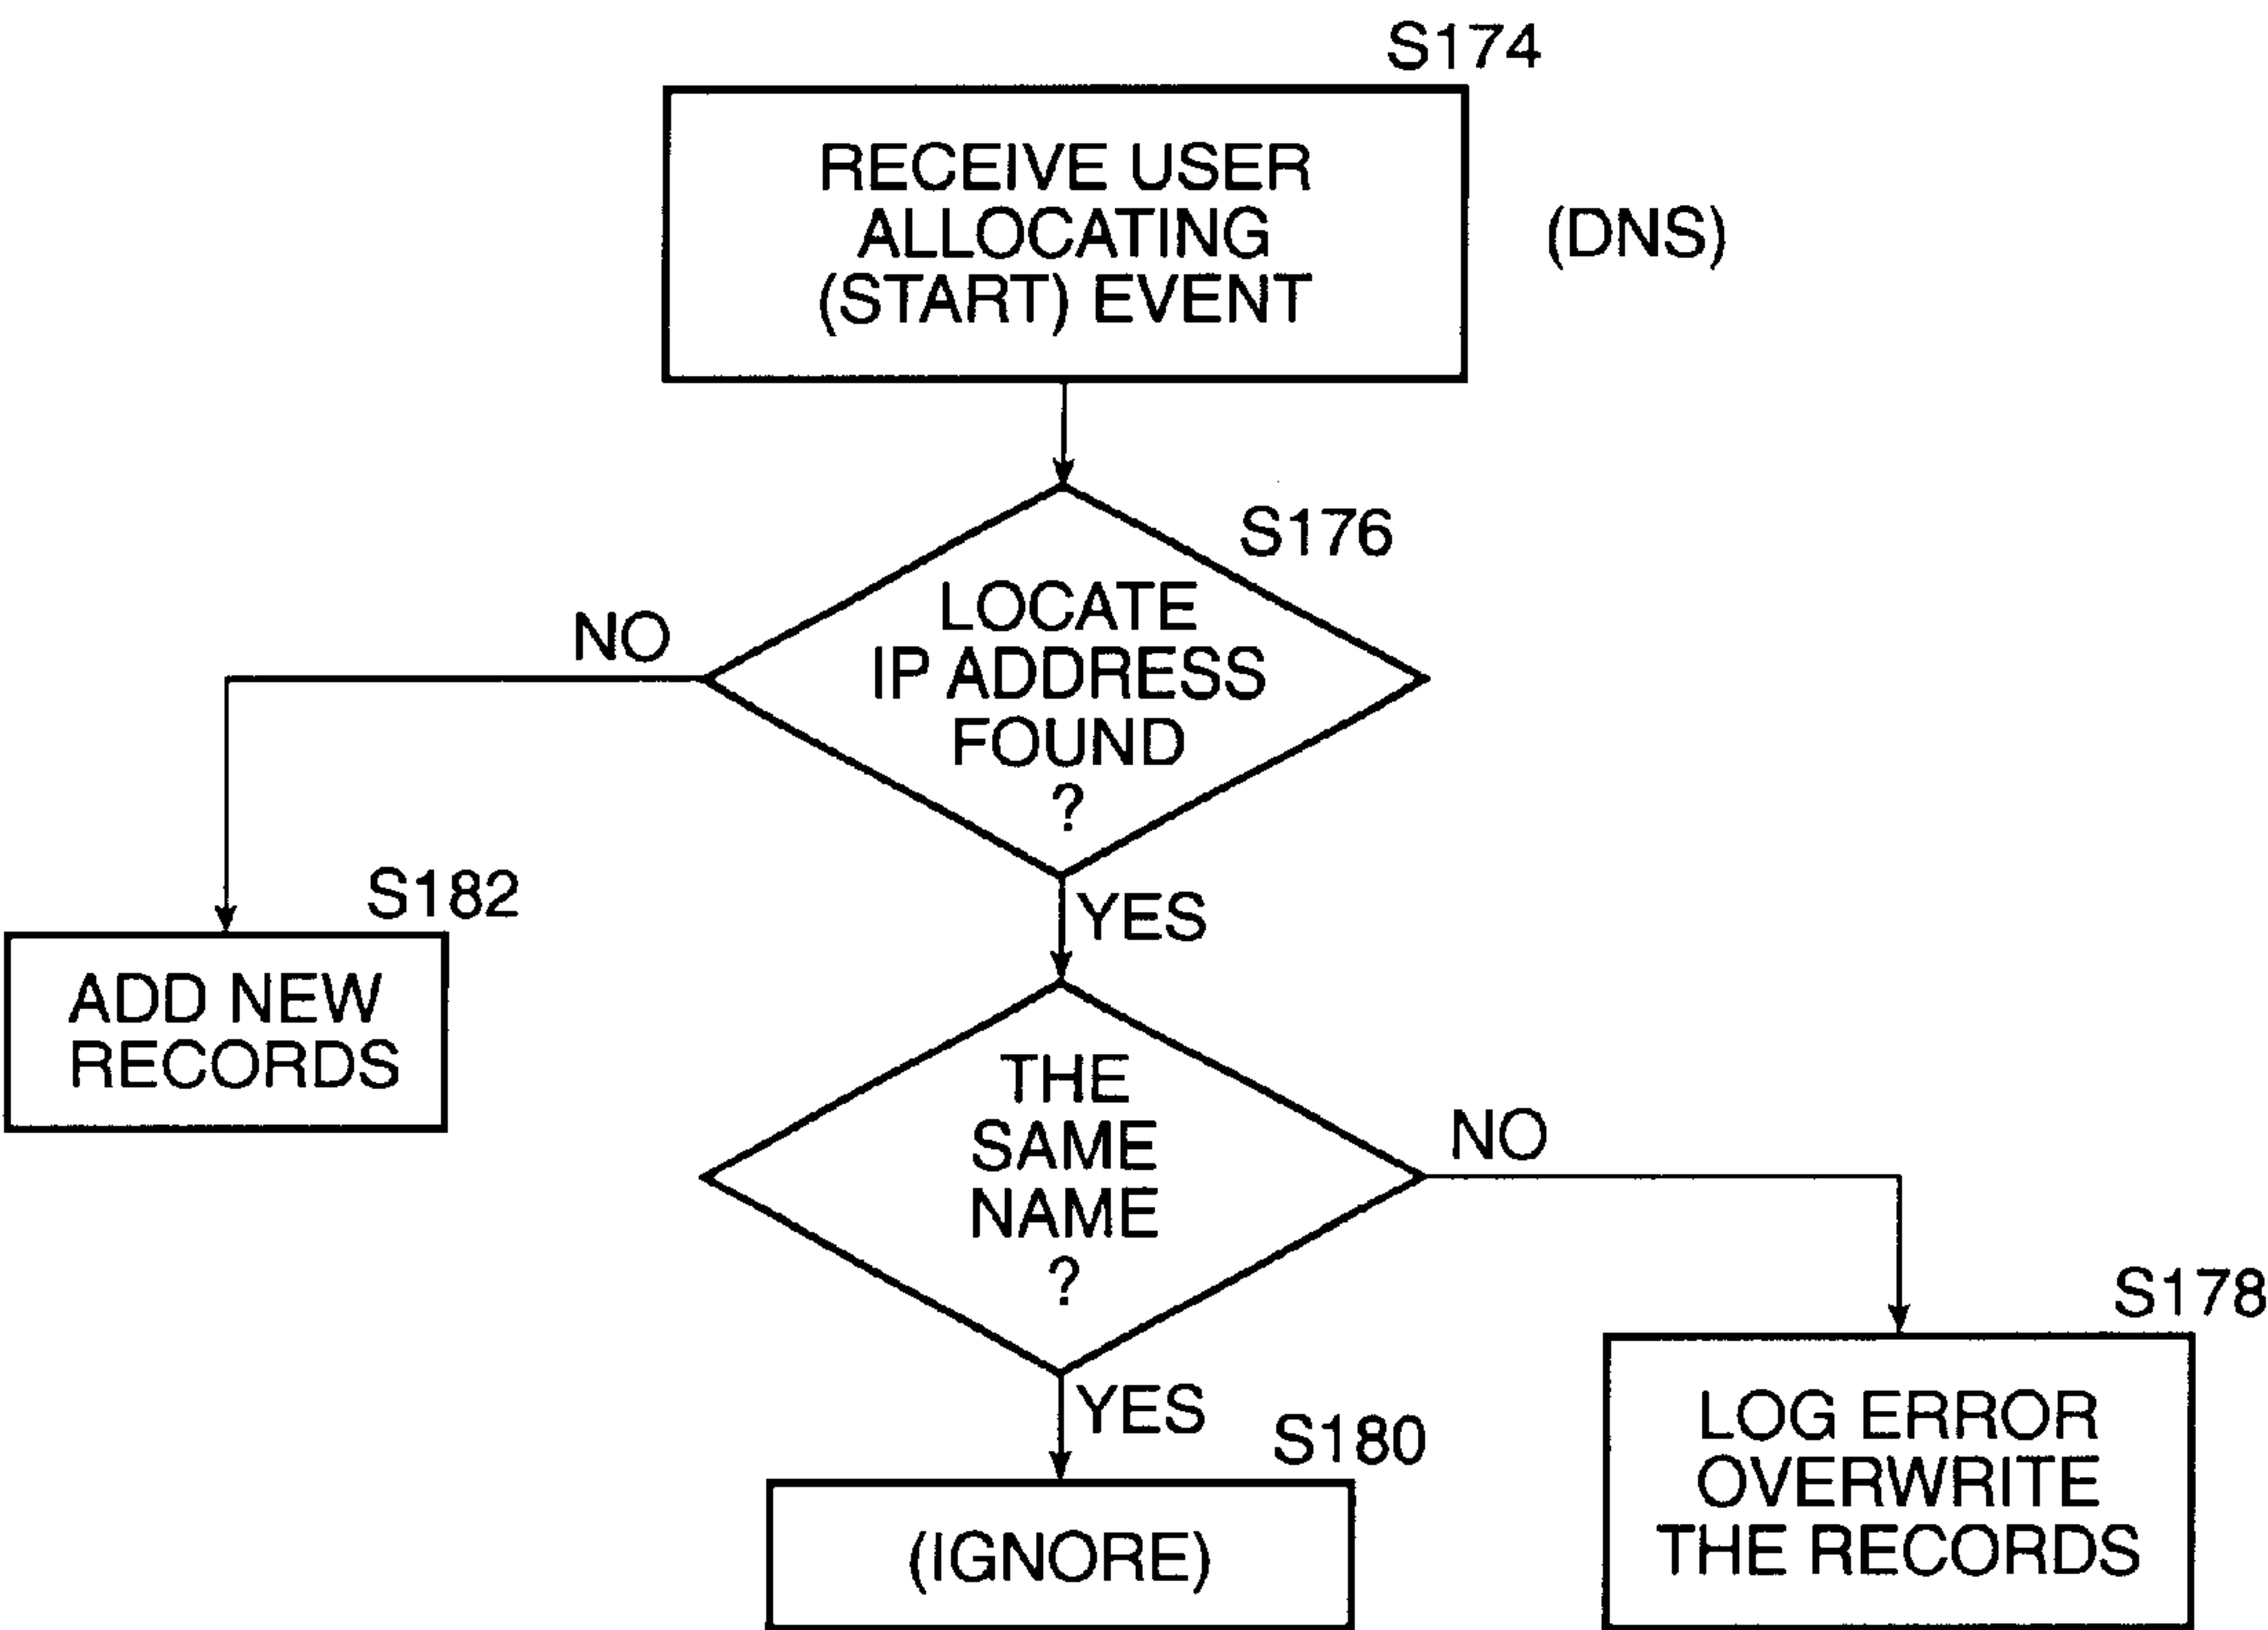 S174
RECEIVE USER
ALLOCATING
(START) EVENT
(DNS)
S176
LOCATE
IP ADDRESS
FOUND
?
NO
YES
S182
ADD NEW
RECORDS
THE
SAME
NAME
?
NO
YES
S178
LOG ERROR
OVERWRITE
THE RECORDS
S180
(IGNORE)